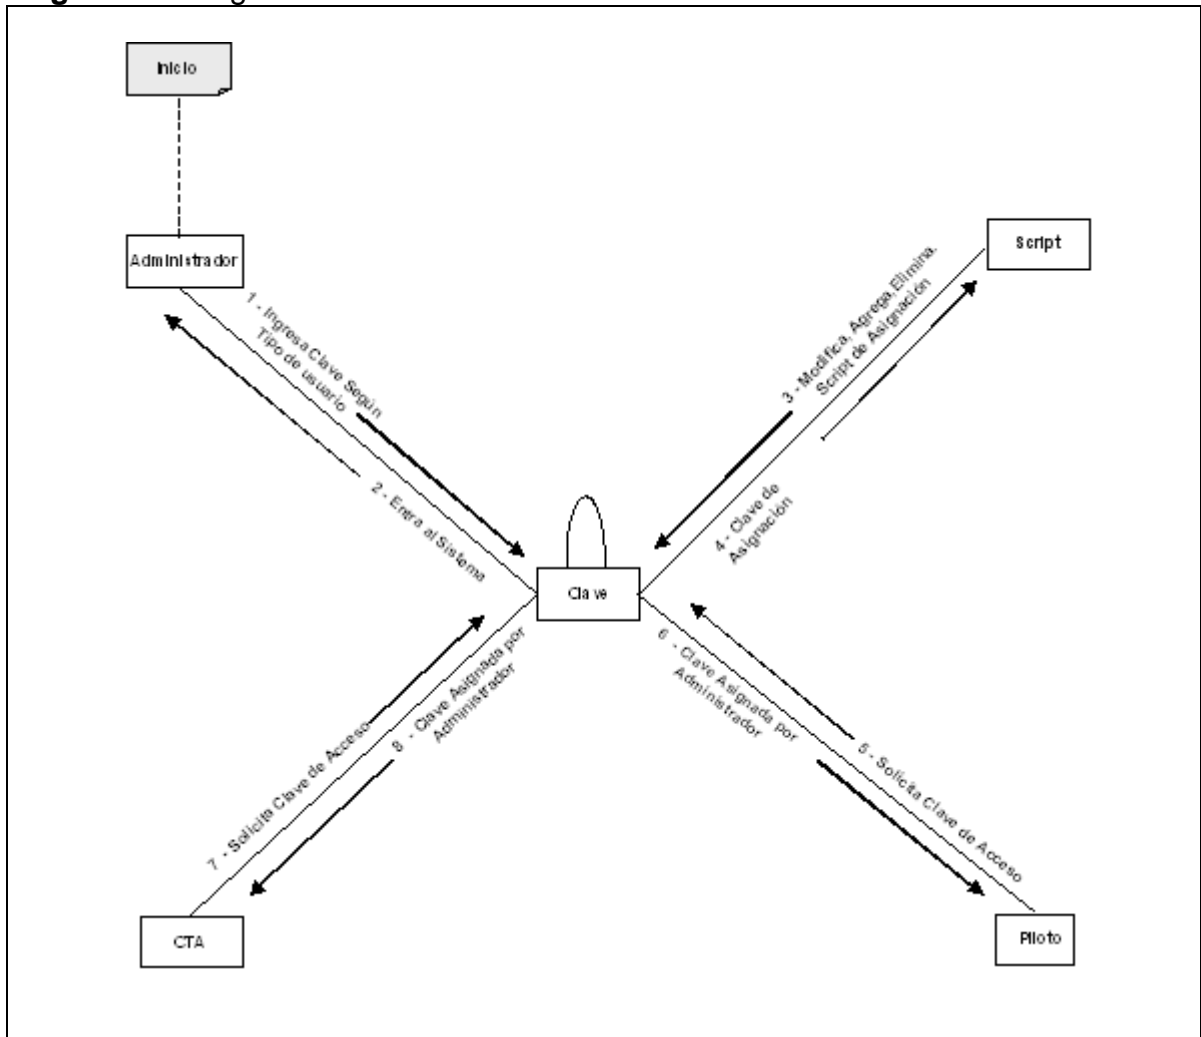 Inicio
Administrador
Script
1 - Ingresa Clave Según
Tipo de usuario
2 - Entra al Sistema
3 - Modifica, Agrega, Elimina.
Script de Asignación
4 - Clave de
Asignación
Clave
5 - Solicita Clave de Acceso
6 - Clave Asignada por
Administrador
7 - Solicita Clave de Acceso
8 - Clave Asignada por
Administrador
CTA
Piloto